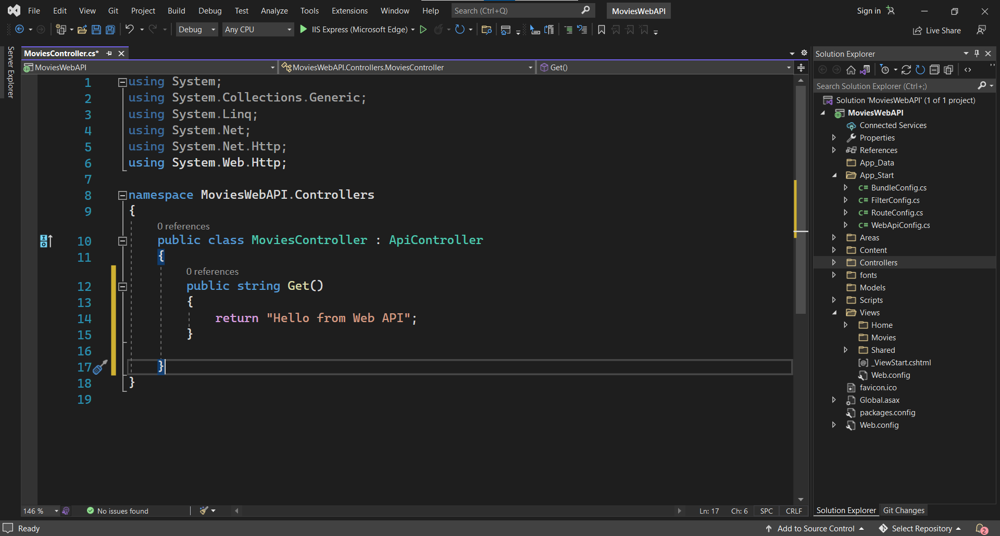 File Edit View Git Project Build Debug Test Analyze Tools Extensions Window Help Search (Ctrl+Q) MoviesWebAPI Sign in
Debug Any CPU IIS Express (Microsoft Edge) Live Share
Server Explorer
MoviesController.cs*
MoviesWebAPI MoviesWebAPI.Controllers.MoviesController Get()
1 using System;
2 using System.Collections.Generic;
3 using System.Linq;
4 using System.Net;
5 using System.Net.Http;
6 using System.Web.Http;
7
8 namespace MoviesWebAPI.Controllers
9 {
0 references
10 public class MoviesController : ApiController
11 {
0 references
12 public string Get()
13 {
14 return "Hello from Web API";
15 }
16
17 }
18 }
19
146 % No issues found Ln: 17 Ch: 6 SPC CRLF
Solution Explorer
Search Solution Explorer (Ctrl+;)
Solution 'MoviesWebAPI' (1 of 1 project)
MoviesWebAPI
Connected Services
Properties
References
App_Data
App_Start
C# BundleConfig.cs
C# FilterConfig.cs
C# RouteConfig.cs
C# WebApiConfig.cs
Areas
Content
Controllers
fonts
Models
Scripts
Views
Home
Movies
Shared
[@] _ViewStart.cshtml
Web.config
favicon.ico
Global.asax
packages.config
Web.config
Solution Explorer Git Changes
Ready Add to Source Control Select Repository 2